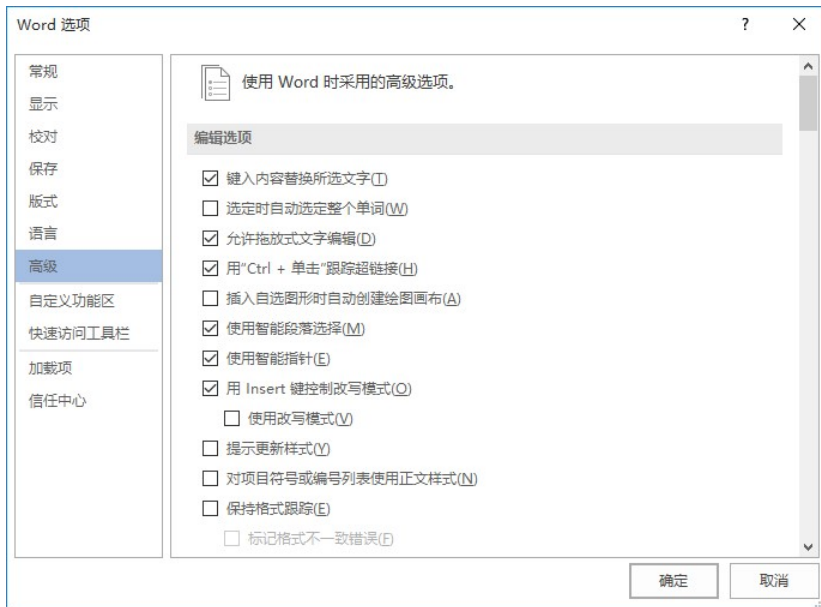 Word 选项
?
×
常规
显示
校对
保存
版式
语言
高级
自定义功能区
快速访问工具栏
加载项
信任中心
使用 Word 时采用的高级选项。
编辑选项
键入内容替换所选文字(T)
选定时自动选定整个单词(W)
允许拖放式文字编辑(D)
用"Ctrl + 单击"跟踪超链接(H)
插入自选图形时自动创建绘图画布(A)
使用智能段落选择(M)
使用智能指针(E)
用 Insert 键控制改写模式(O)
使用改写模式(V)
提示更新样式(Y)
对项目符号或编号列表使用正文样式(N)
保持格式跟踪(E)
标记格式不一致错误(F)
确定
取消